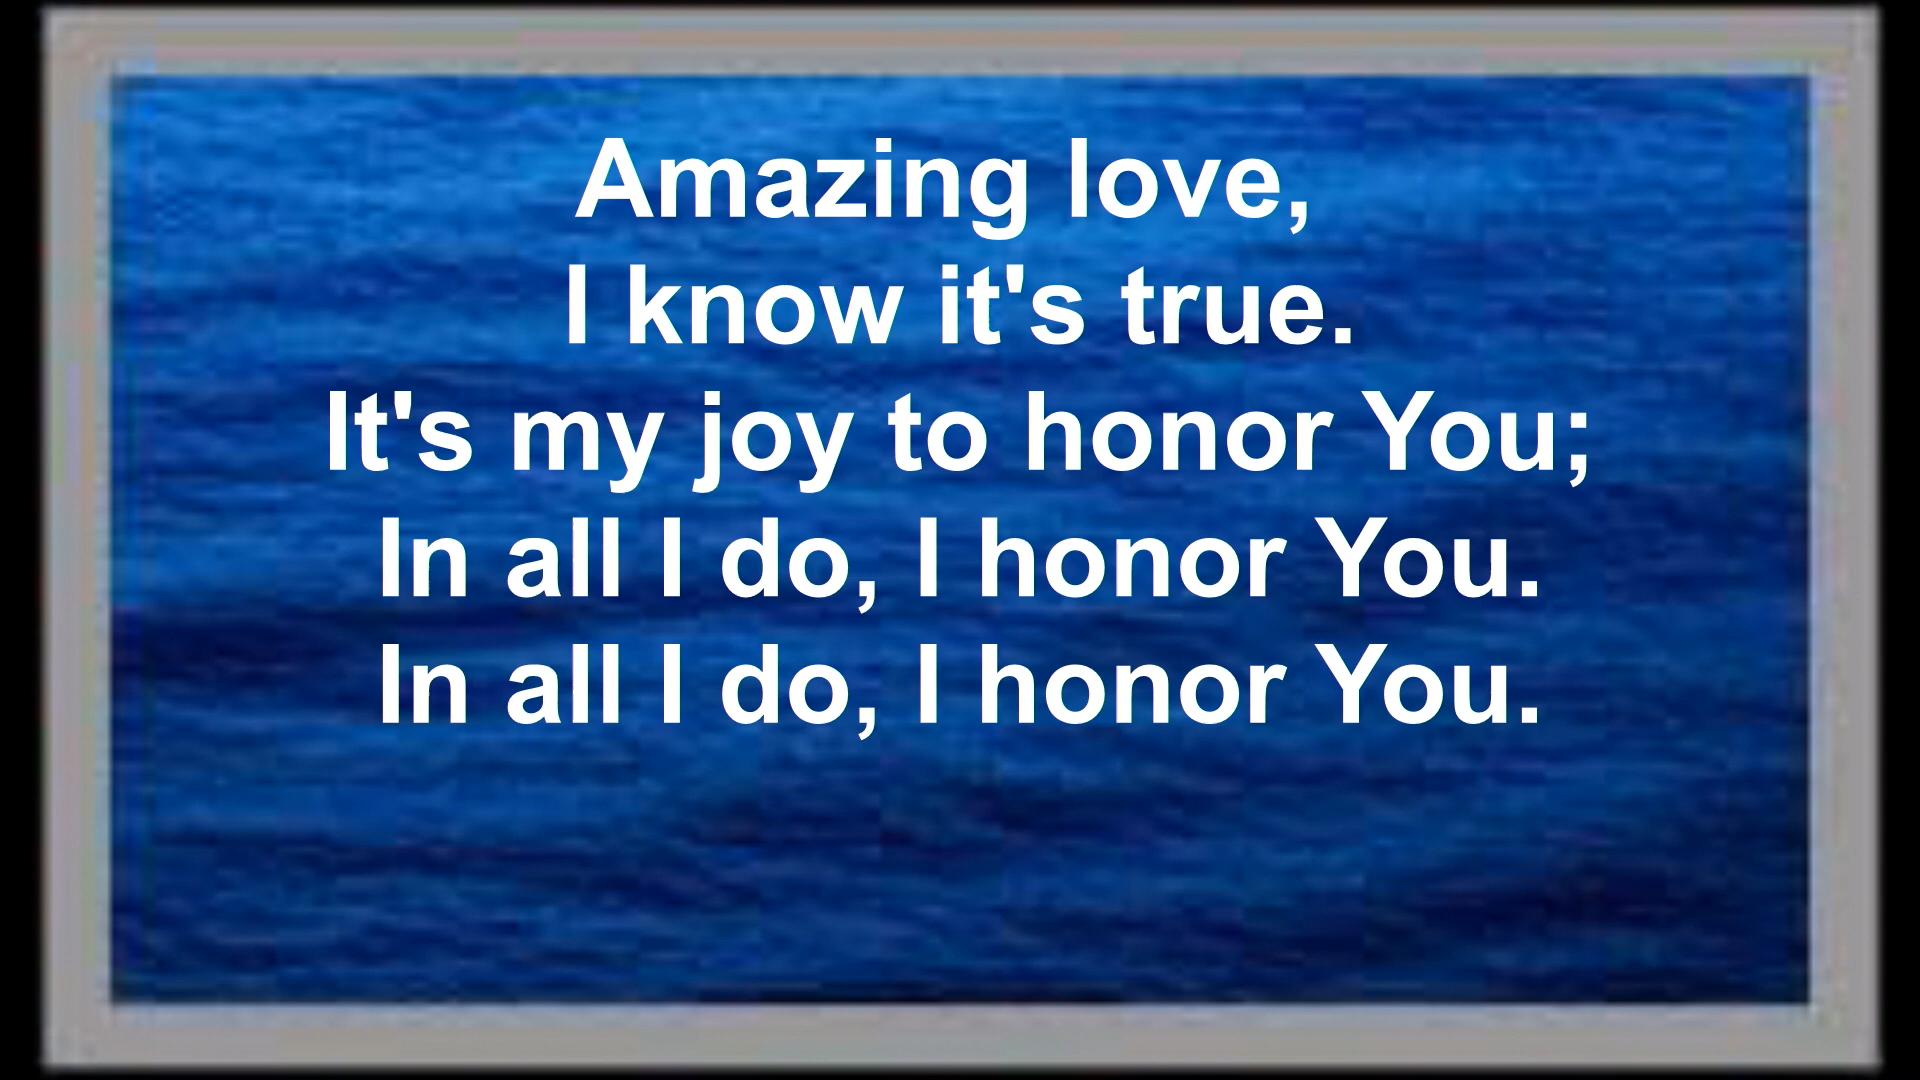 Amazing love,
I know it's true.
It's my joy to honor You;
In all I do, I honor You.
In all I do, I honor You.